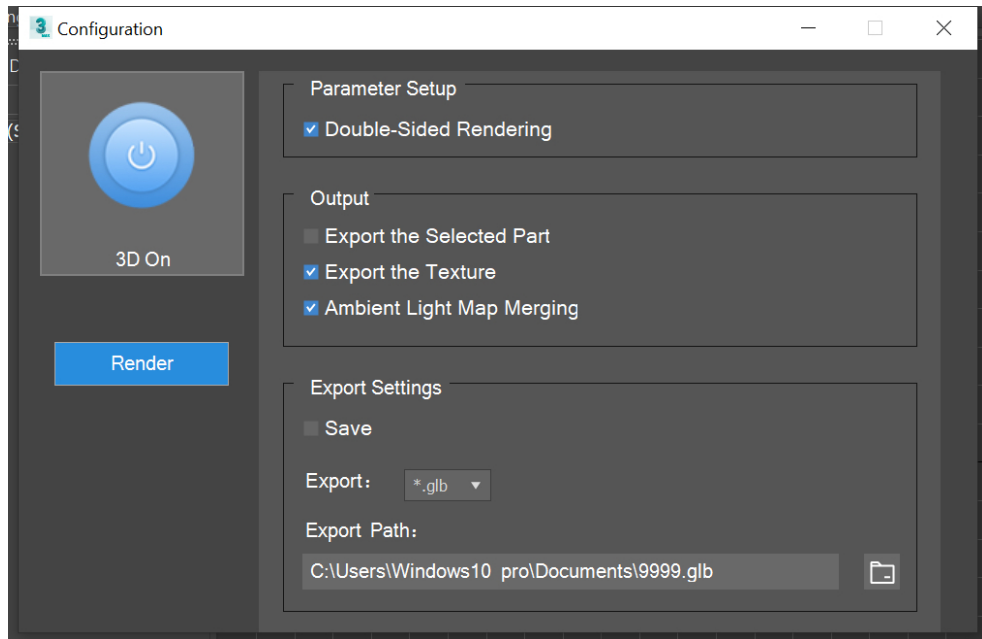 Configuration
3D On
Render
Parameter Setup
Double-Sided Rendering
Output
Export the Selected Part
Export the Texture
Ambient Light Map Merging
Export Settings
Save
Export：
*.glb
Export Path：
C:\Users\Windows10 pro\Documents\9999.glb